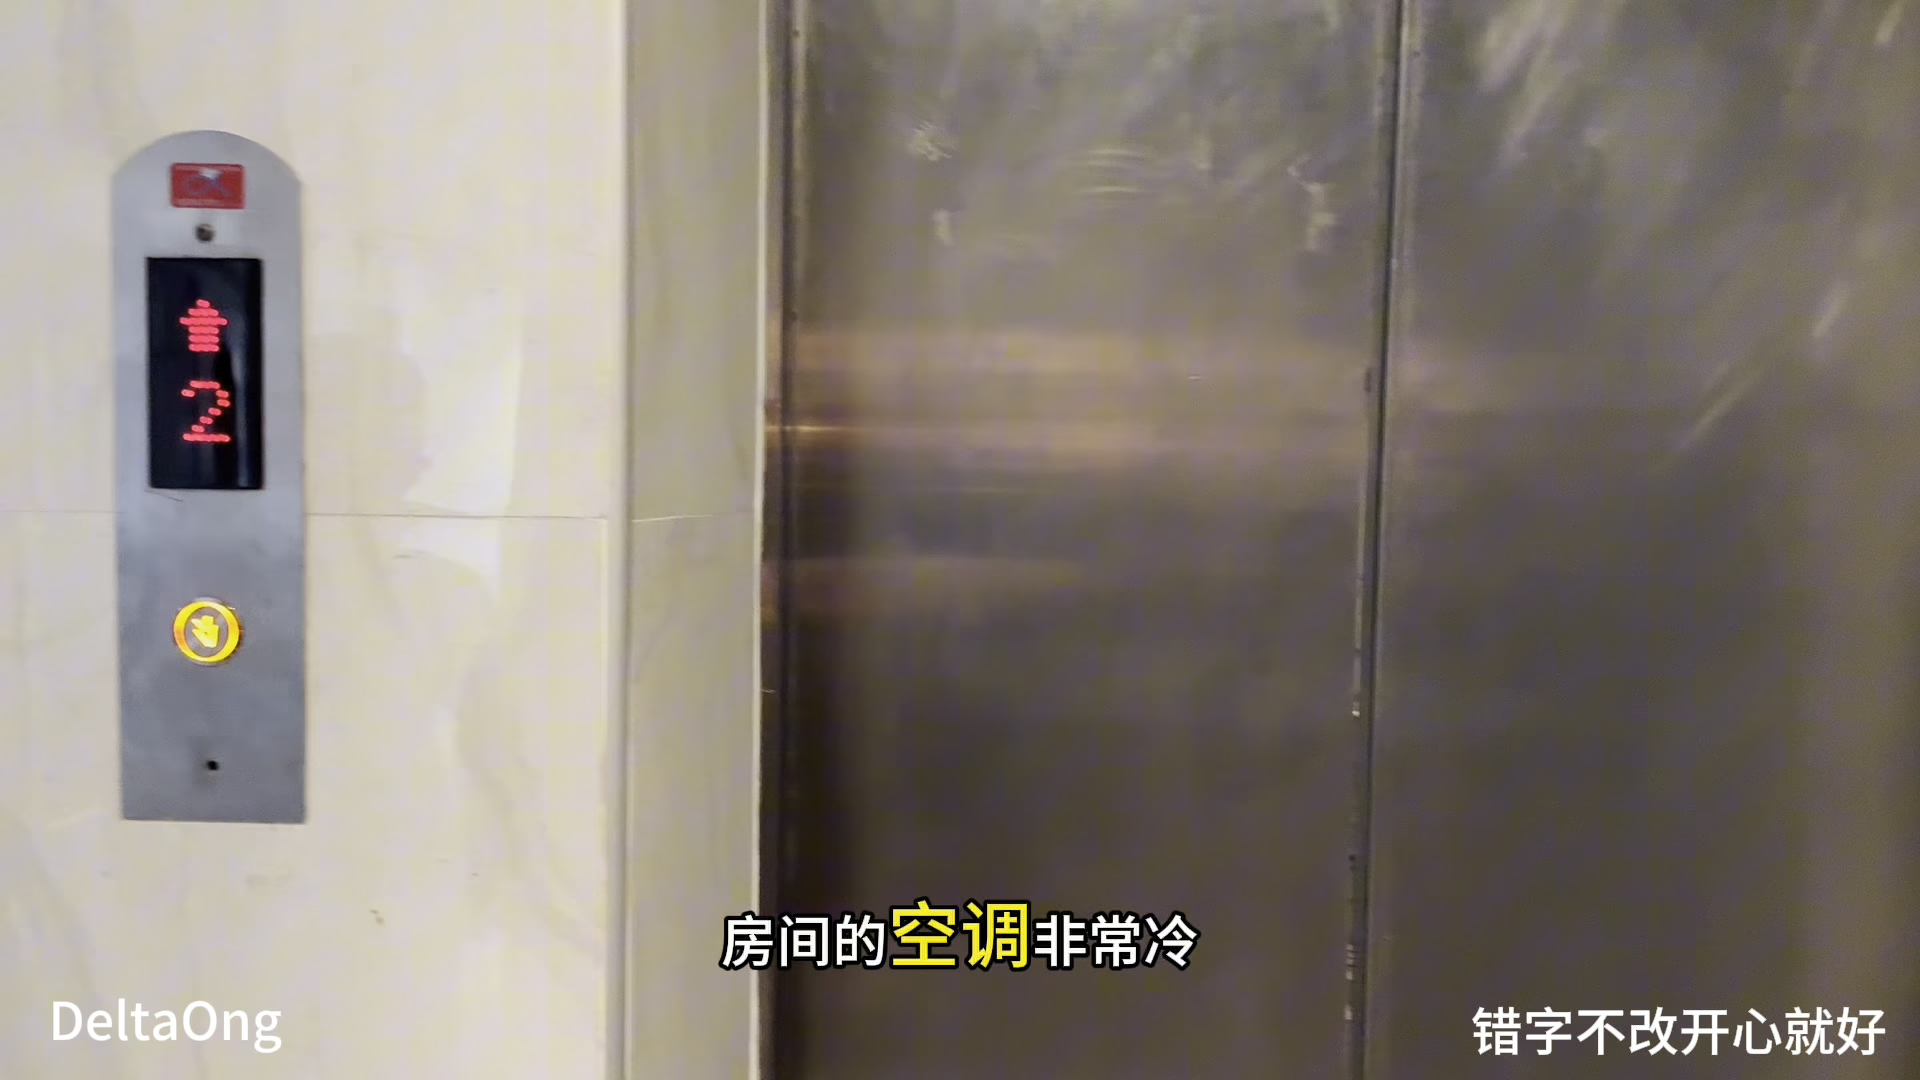 2
房间的空调非常冷
DeltaOng
错字不改开心就好